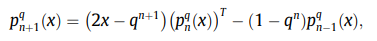 p^q_{n+1}(x) = (2x − q^{n+1}) (p^q_n(x))^T − (1 − q^n)p^q_{n−1}(x),